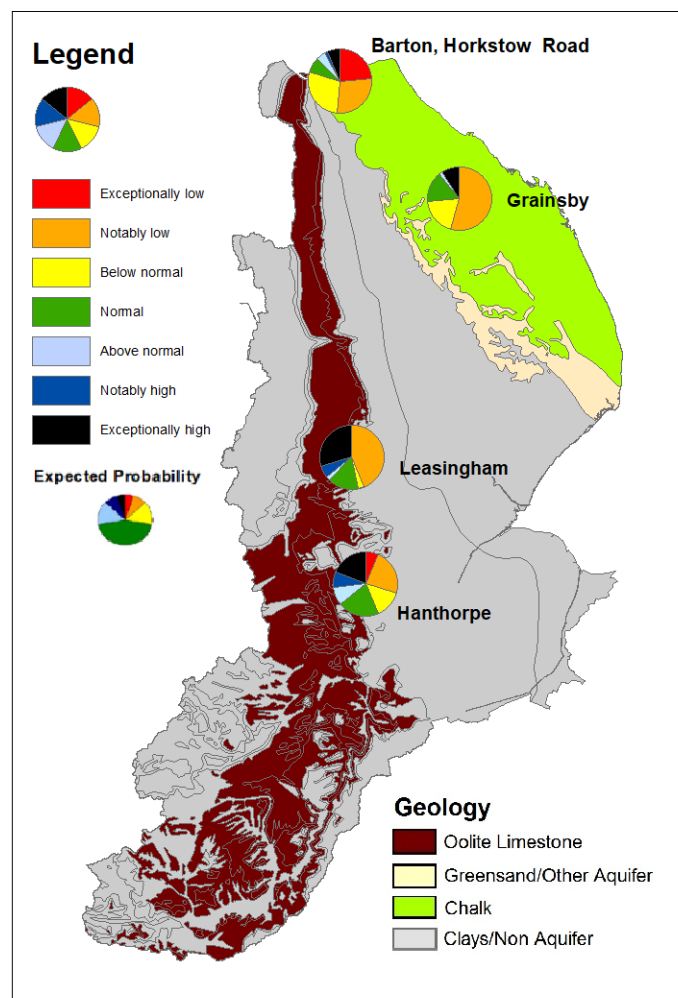 Legend
Exceptionally low
Notably low
Below normal
Normal
Above normal
Notably high
Exceptionally high
Expected Probability
Barton, Horkstow Road
Grainsby
Leasingham
Hanthorpe
Geology
Oolite Limestone
Greensand/Other Aquifer
Chalk
Clays/Non Aquifer